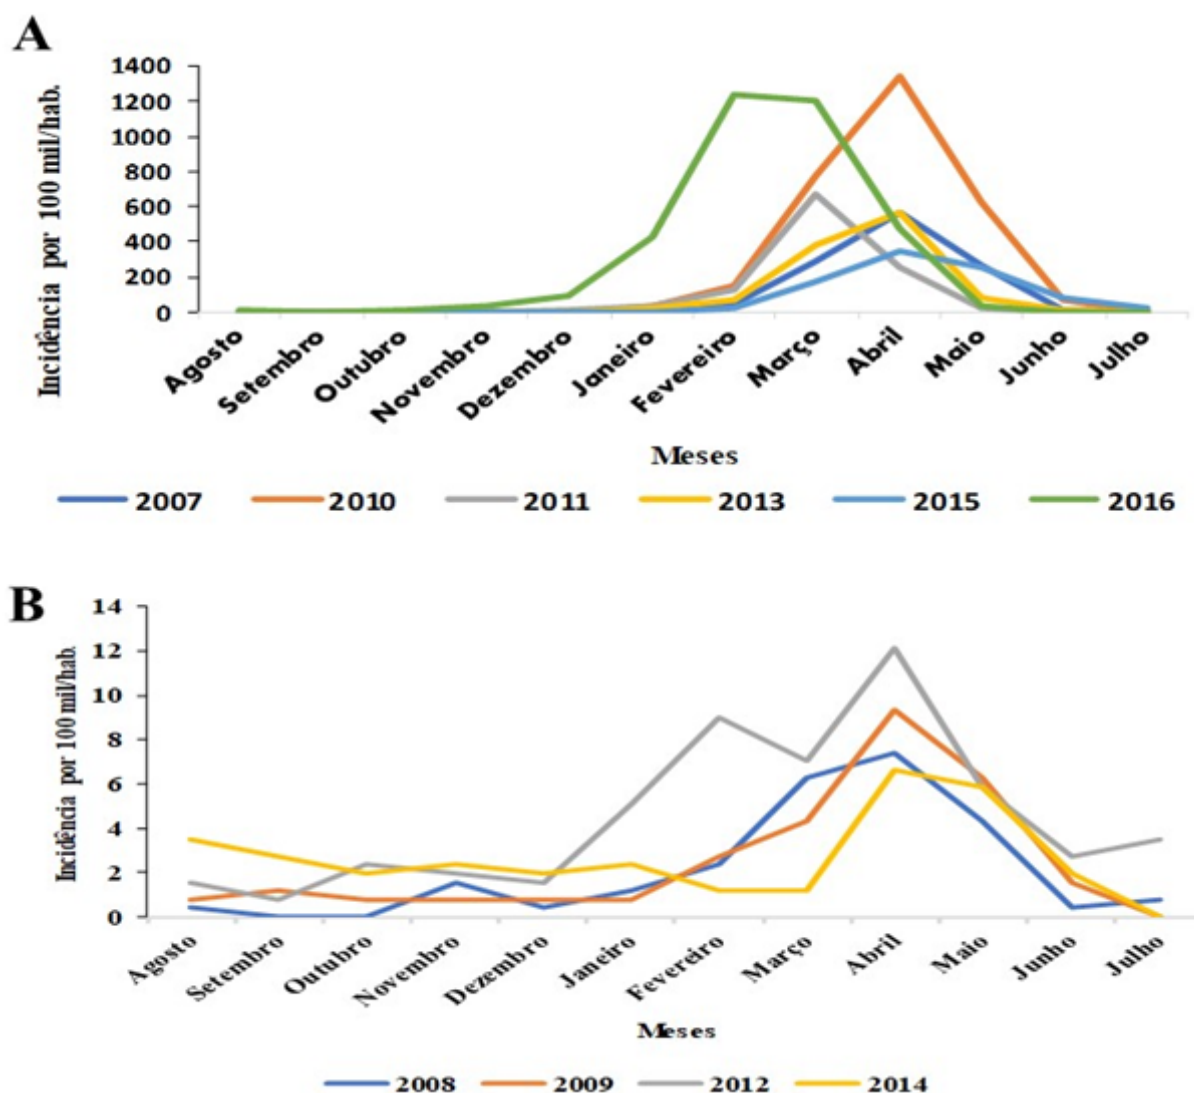 A
Incidência por 100 mil/hab.
1400
1200
1000
800
600
400
200
0
Agosto
Setembro
Outubro
Novembro
Dezembro
Janeiro
Fevereiro
Março
Abril
Maio
Junho
Julho
Meses
2007 2010 2011 2013 2015 2016
B
Incidência por 100 mil/hab.
14
12
10
8
6
4
2
0
Agosto
Setembro
Outubro
Novembro
Dezembro
Janeiro
Fevereiro
Março
Abril
Maio
Junho
Julho
Meses
2008 2009 2012 2014